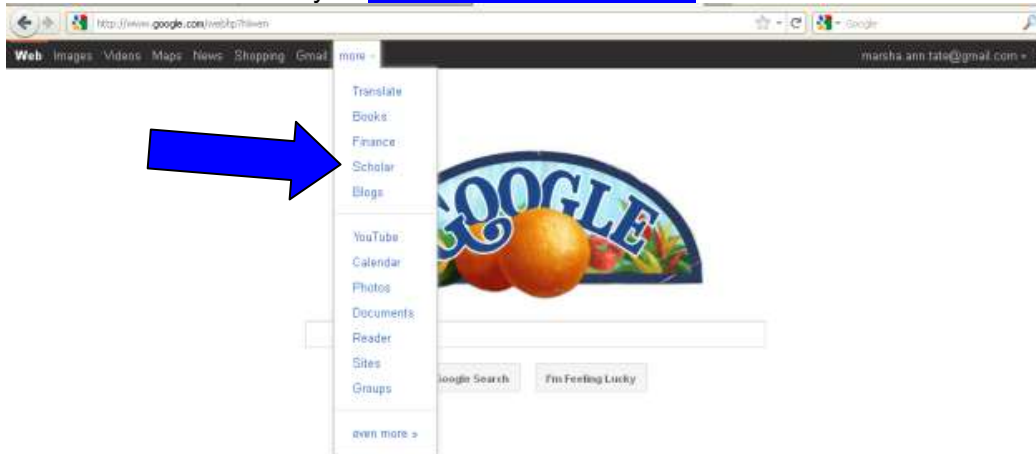 http://www.google.com/webhp?hl=en
Google
Web Images Videos Maps News Shopping Gmail more
marsha.ann.tate@gmail.com
Translate
Books
Finance
Scholar
Blogs
GOOGLE
YouTube
Calendar
Photos
Documents
Reader
Sites
Groups
Google Search I'm Feeling Lucky
even more »